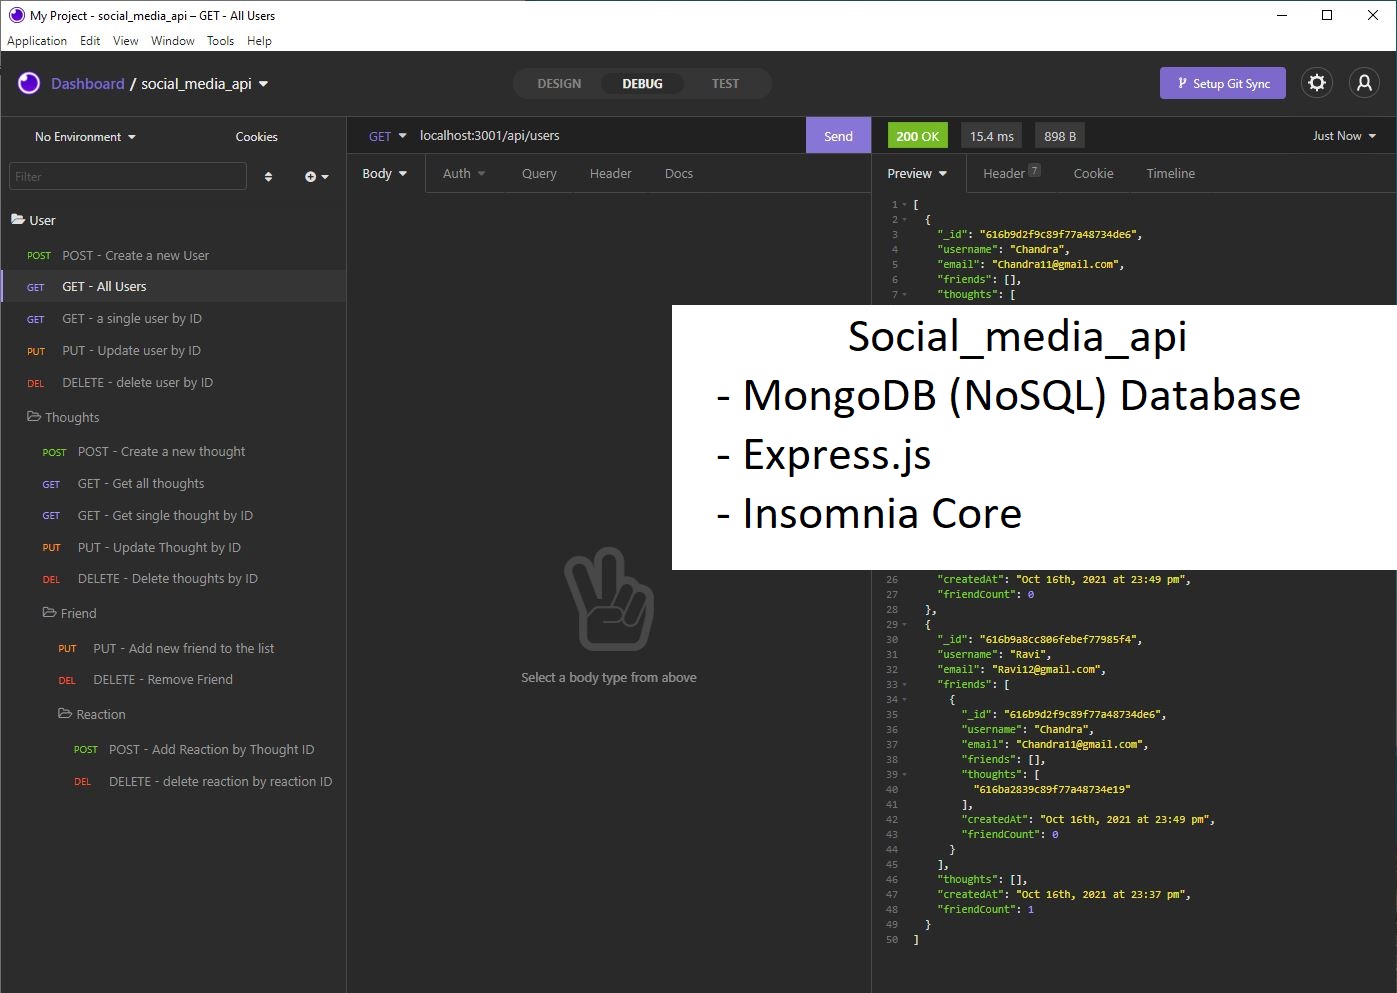 My Project - social_media_api – GET - All Users
Application Edit View Window Tools Help
Dashboard / social_media_api
DESIGN DEBUG TEST
Setup Git Sync
No Environment Cookies
Filter
User
POST POST - Create a new User
GET GET - All Users
GET GET - a single user by ID
PUT PUT - Update user by ID
DEL DELETE - delete user by ID
Thoughts
POST POST - Create a new thought
GET GET - Get all thoughts
GET GET - Get single thought by ID
PUT PUT - Update Thought by ID
DEL DELETE - Delete thoughts by ID
Friend
PUT PUT - Add new friend to the list
DEL DELETE - Remove Friend
Reaction
POST POST - Add Reaction by Thought ID
DEL DELETE - delete reaction by reaction ID
GET localhost:3001/api/users Send
Body Auth Query Header Docs
Select a body type from above
200 OK 15.4 ms 898 B Just Now
Preview Header 7 Cookie Timeline
1 [
2 {
3 "_id": "616b9d2f9c89f77a48734de6",
4 "username": "Chandra",
5 "email": "Chandra11@gmail.com",
6 "friends": [],
7 "thoughts": [
Social_media_api
- MongoDB (NoSQL) Database
- Express.js
- Insomnia Core
26 "createdAt": "Oct 16th, 2021 at 23:49 pm",
27 "friendCount": 0
28 },
29 {
30 "_id": "616b9a8cc806febef77985f4",
31 "username": "Ravi",
32 "email": "Ravi12@gmail.com",
33 "friends": [
34 {
35 "_id": "616b9d2f9c89f77a48734de6",
36 "username": "Chandra",
37 "email": "Chandra11@gmail.com",
38 "friends": [],
39 "thoughts": [
40 "616ba2839c89f77a48734e19"
41 ],
42 "createdAt": "Oct 16th, 2021 at 23:49 pm",
43 "friendCount": 0
44 }
45 ],
46 "thoughts": [],
47 "createdAt": "Oct 16th, 2021 at 23:37 pm",
48 "friendCount": 1
49 }
50 ]